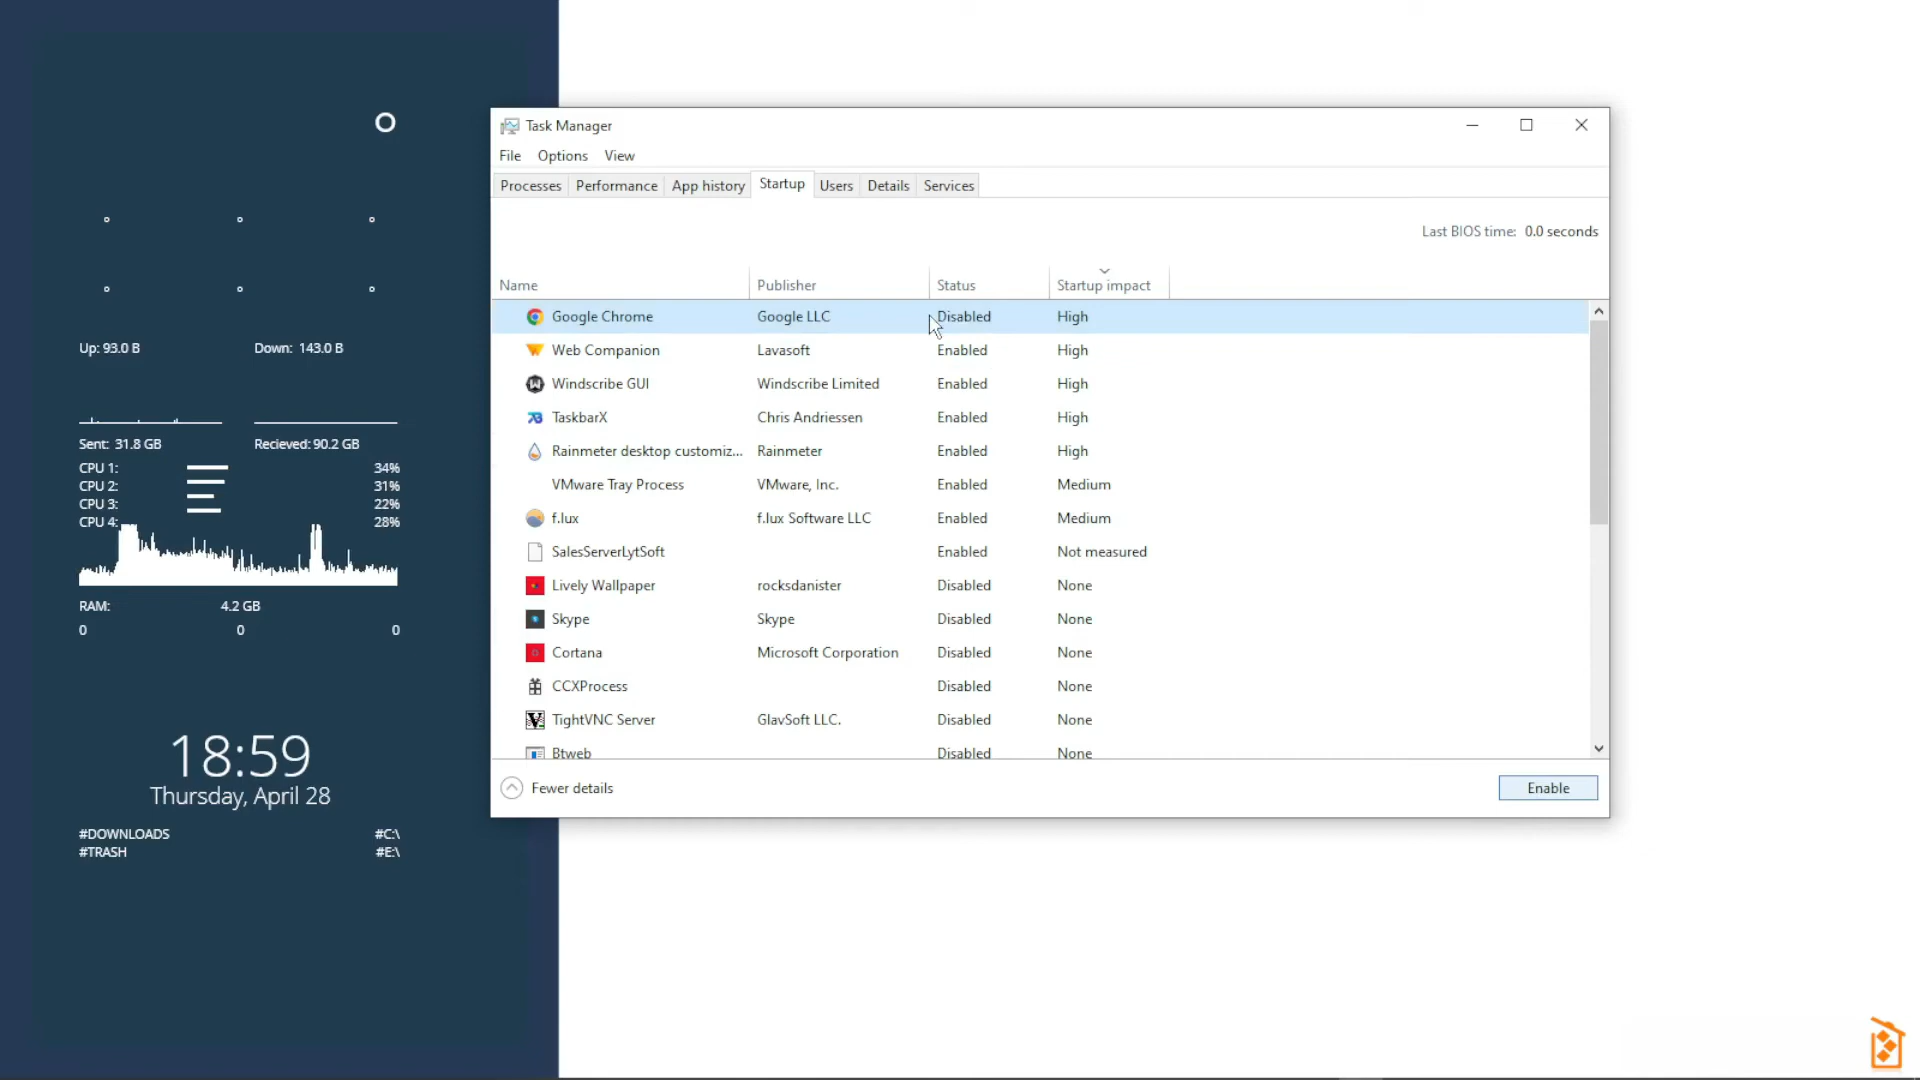 Up: 93.0 B
Down: 143.0 B
Sent: 31.8 GB
Recieved: 90.2 GB
CPU 1: 34%
CPU 2: 31%
CPU 3: 22%
CPU 4: 28%
RAM: 4.2 GB
0 0 0
18:59
Thursday, April 28
#DOWNLOADS #C:\
#TRASH #E:\
Task Manager
File Options View
Processes Performance App history Startup Users Details Services
Last BIOS time: 0.0 seconds
Name Publisher Status Startup impact
Google Chrome Google LLC Disabled High
Web Companion Lavasoft Enabled High
Windscribe GUI Windscribe Limited Enabled High
TaskbarX Chris Andriessen Enabled High
Rainmeter desktop customiz... Rainmeter Enabled High
VMware Tray Process VMware, Inc. Enabled Medium
f.lux f.lux Software LLC Enabled Medium
SalesServerLytSoft Enabled Not measured
Lively Wallpaper rocksdanister Disabled None
Skype Skype Disabled None
Cortana Microsoft Corporation Disabled None
CCXProcess Disabled None
TightVNC Server GlavSoft LLC. Disabled None
Btweb Disabled None
Fewer details
Enable